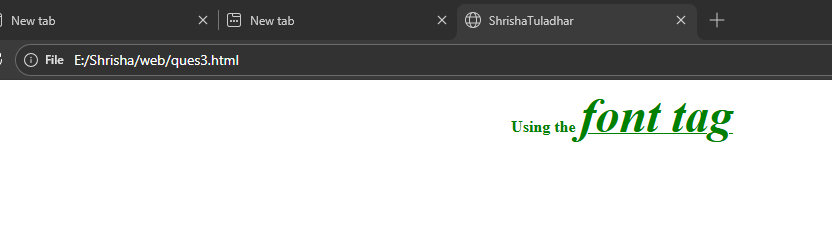 New tab
New tab
ShrishaTuladhar
File E:/Shrisha/web/ques3.html
Using the font tag